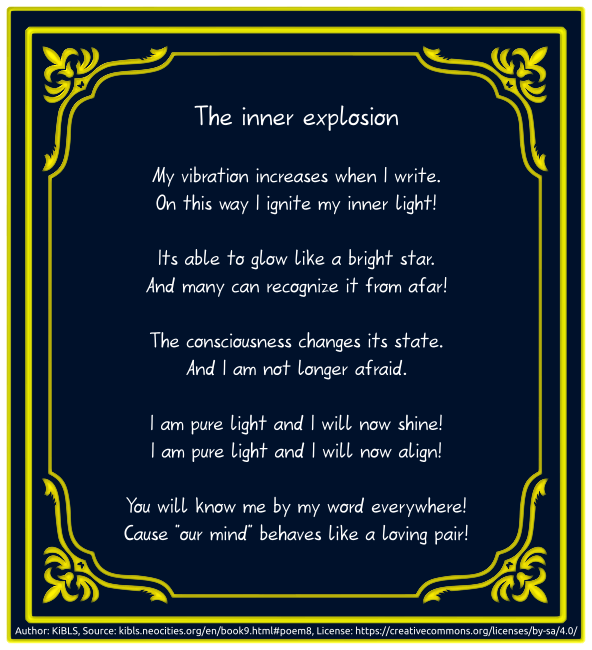 The inner explosion
My vibration increases when I write.
On this way I ignite my inner light!
Its able to glow like a bright star.
And many can recognize it from afar!
The consciousness changes its state.
And I am not longer afraid.
I am pure light and I will now shine!
I am pure light and I will now align!
You will know me by my word everywhere!
Cause "our mind" behaves like a loving pair!
Author: KiBLS, Source: kibls.neocities.org/en/book9.html#poem8, License: https://creativecommons.org/licenses/by-sa/4.0/